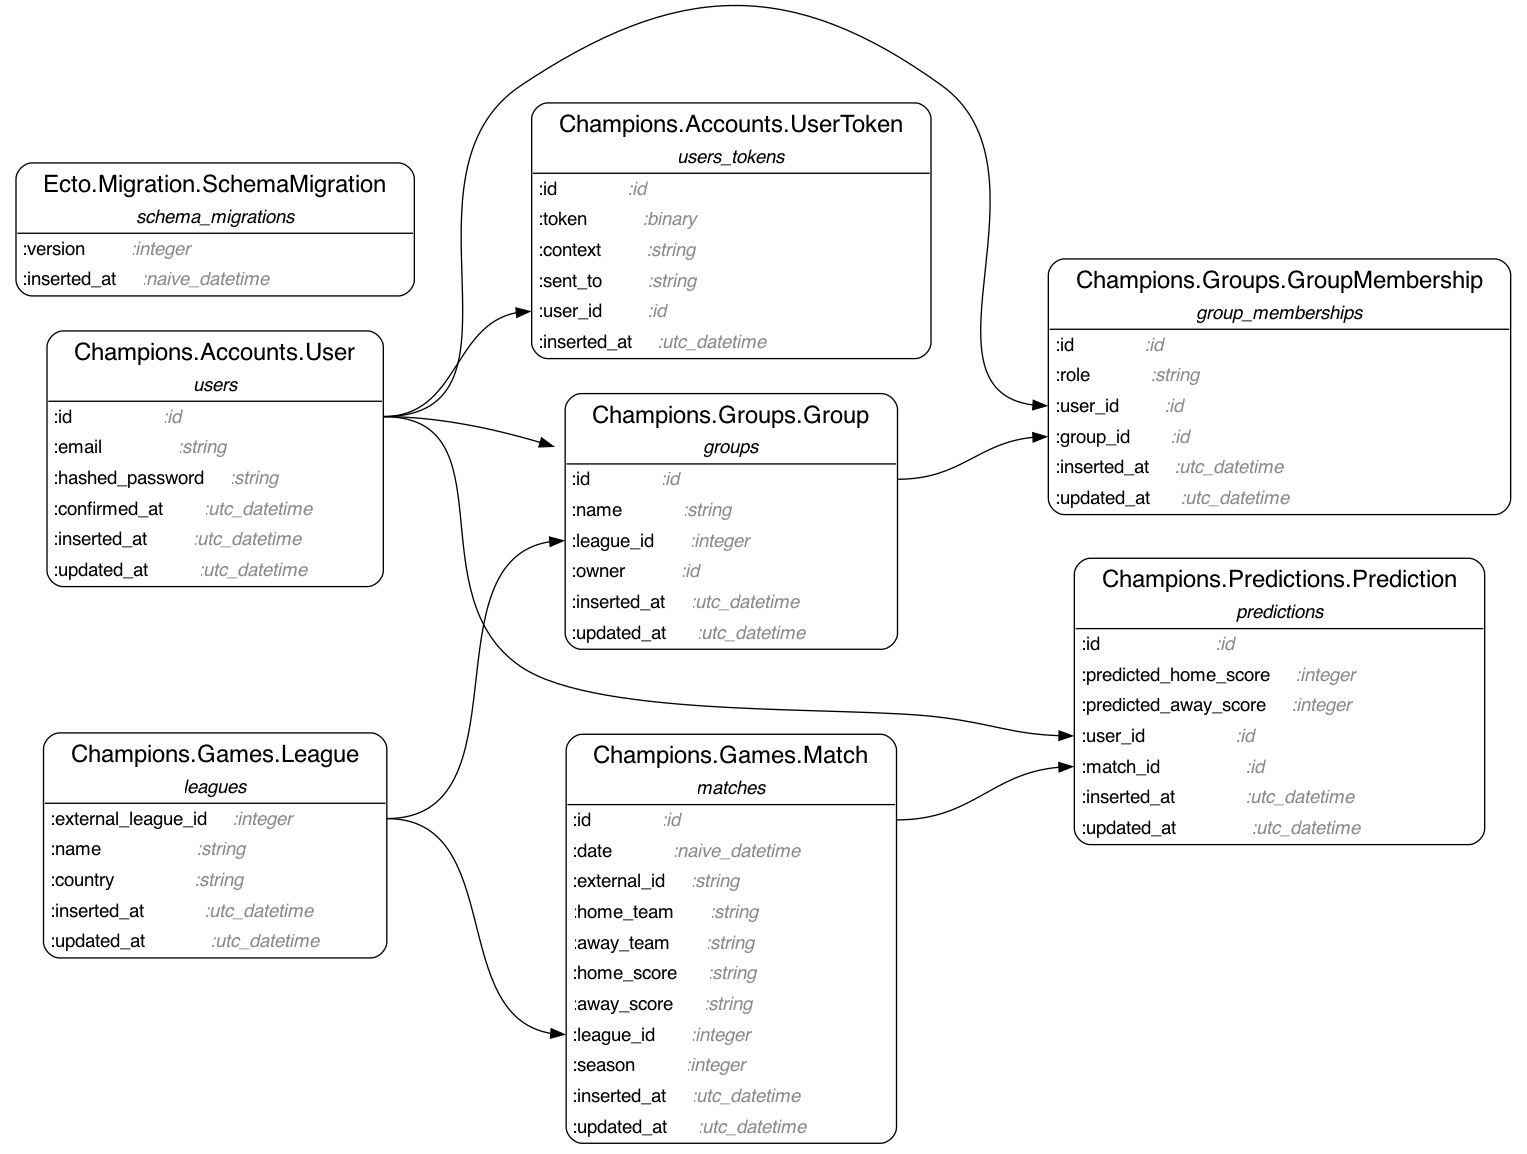 Ecto.Migration.SchemaMigration
schema_migrations
:version :integer
:inserted_at :naive_datetime
Champions.Accounts.User
users
:id :id
:email :string
:hashed_password :string
:confirmed_at :utc_datetime
:inserted_at :utc_datetime
:updated_at :utc_datetime
Champions.Games.League
leagues
:external_league_id :integer
:name :string
:country :string
:inserted_at :utc_datetime
:updated_at :utc_datetime
Champions.Accounts.UserToken
users_tokens
:id :id
:token :binary
:context :string
:sent_to :string
:user_id :id
:inserted_at :utc_datetime
Champions.Groups.Group
groups
:id :id
:name :string
:league_id :integer
:owner :id
:inserted_at :utc_datetime
:updated_at :utc_datetime
Champions.Games.Match
matches
:id :id
:date :naive_datetime
:external_id :string
:home_team :string
:away_team :string
:home_score :string
:away_score :string
:league_id :integer
:season :integer
:inserted_at :utc_datetime
:updated_at :utc_datetime
Champions.Groups.GroupMembership
group_memberships
:id :id
:role :string
:user_id :id
:group_id :id
:inserted_at :utc_datetime
:updated_at :utc_datetime
Champions.Predictions.Prediction
predictions
:id :id
:predicted_home_score :integer
:predicted_away_score :integer
:user_id :id
:match_id :id
:inserted_at :utc_datetime
:updated_at :utc_datetime